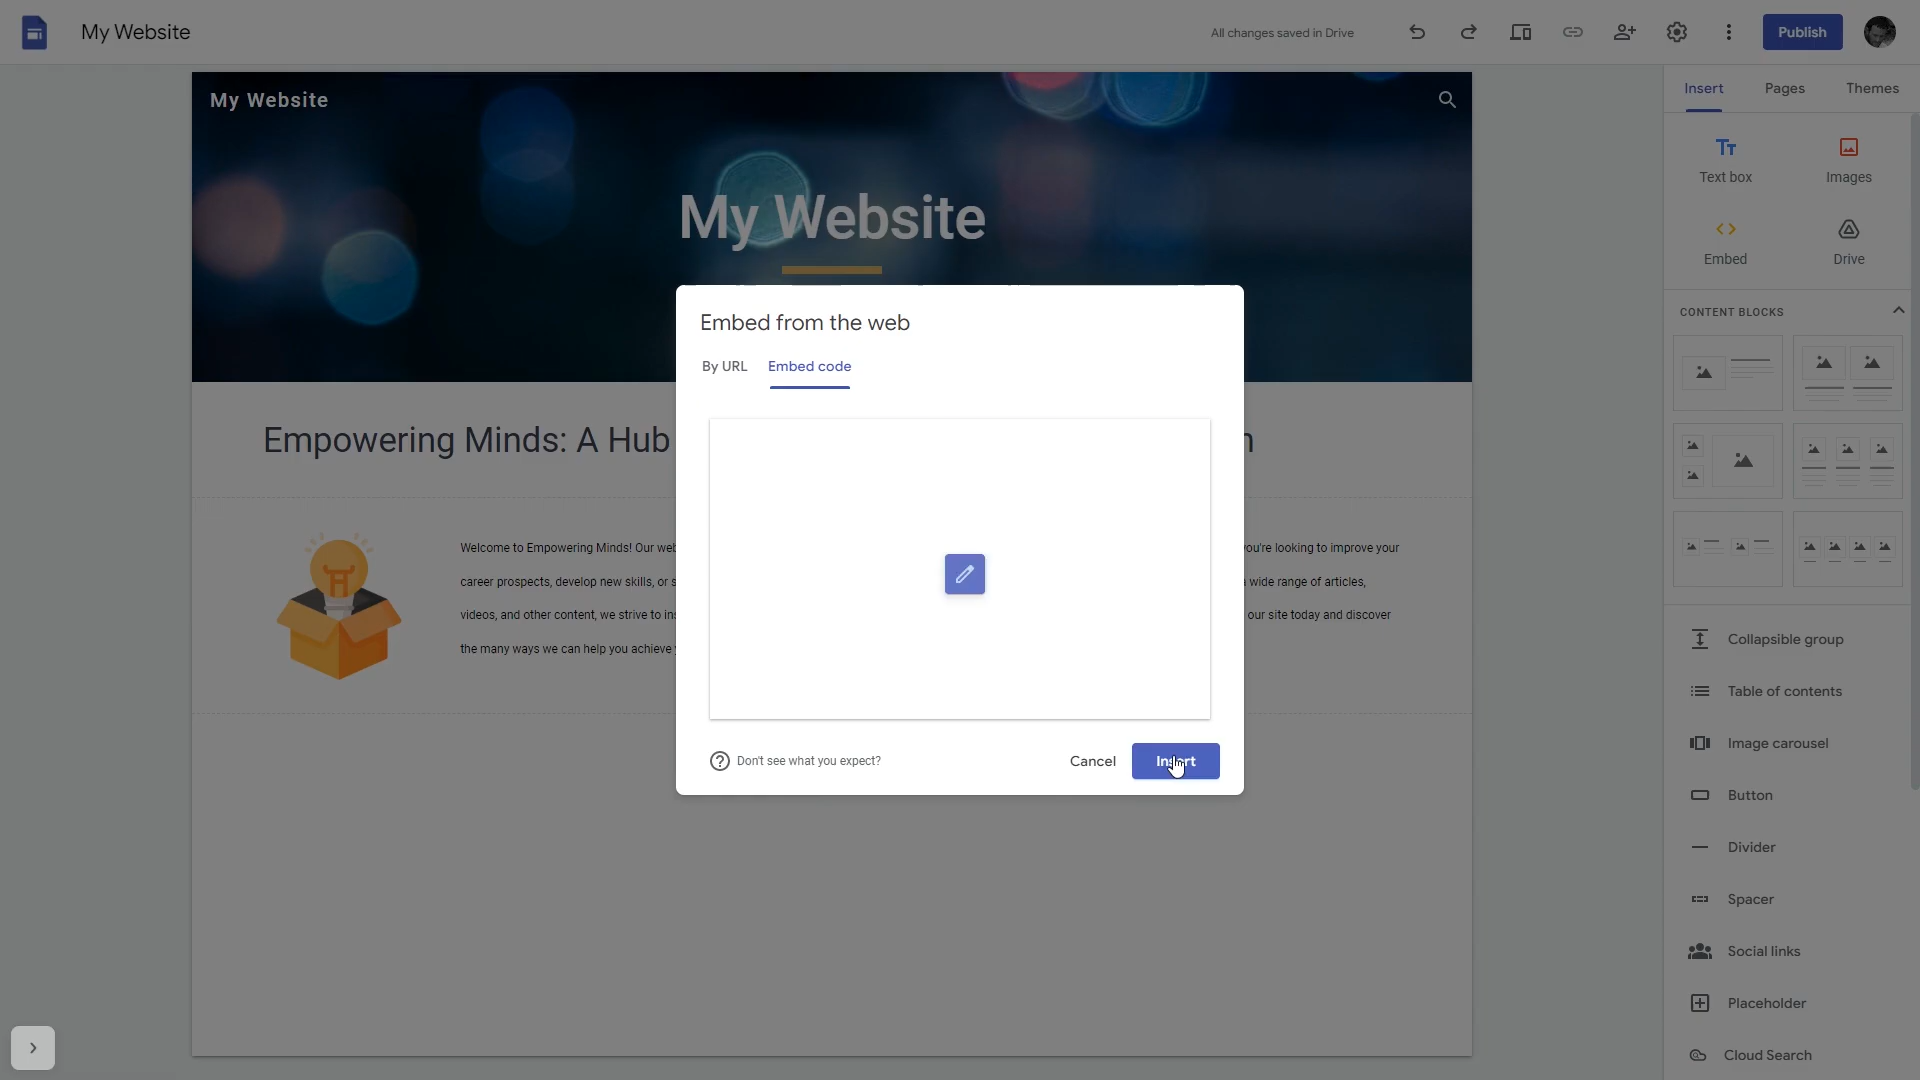 My Website
All changes saved in Drive
Publish
My Website
My Website
Insert
Pages
Themes
Text box
Images
Embed
Drive
CONTENT BLOCKS
Embed from the web
By URL
Embed code
Don't see what you expect?
Cancel
Insert
Empowering Minds: A Hub
Welcome to Empowering Minds! Our
you're looking to improve your
career prospects, develop new skills, or
wide range of articles,
videos, and other content, we strive to
our site today and discover
the many ways we can help you achieve
Collapsible group
Table of contents
Image carousel
Button
Divider
Spacer
Social links
Placeholder
Cloud Search